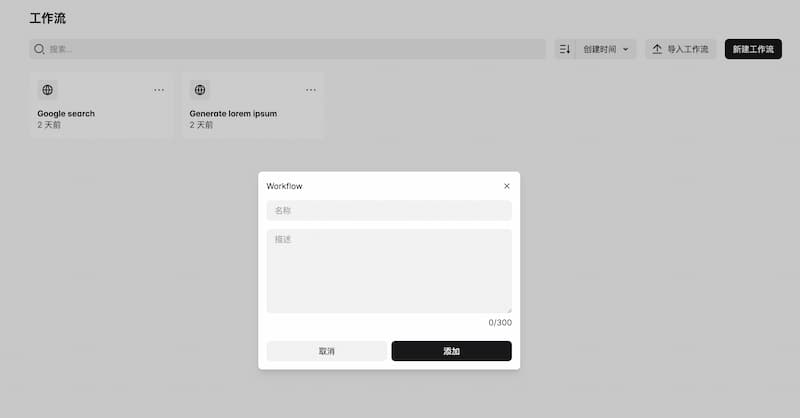 工作流
搜索...
创建时间
导入工作流
新建工作流
Google search
2 天前
Generate lorem ipsum
2 天前
Workflow
名称
描述
0/300
取消
添加